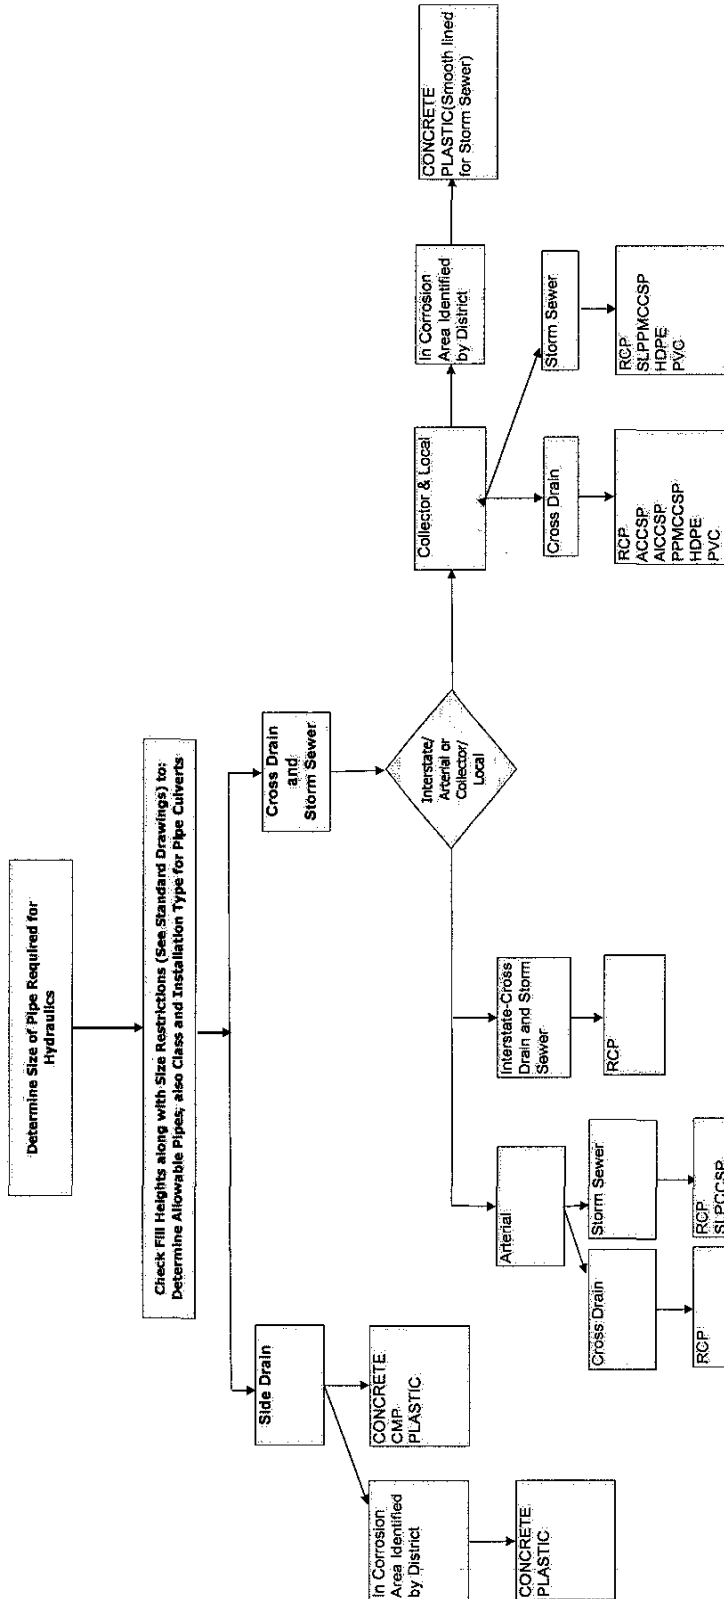 Determine Size of Pipe Required for
Hydraulics
Check Fill Heights along with Size Restrictions (See Standard Drawings) to:
Determine Allowable Pipes; also Class and Installation Type for Pipe Culverts
Side Drain
Cross Drain
and
Storm Sewer
In Corrosion
Area Identified
by District
CONCRETE
CMP
PLASTIC
CONCRETE
PLASTIC
Interstate/
Arterial or
Collector/
Local
Arterial
Interstate-Cross
Drain and Storm
Sewer
Cross Drain
Storm Sewer
RCP
RCP
RCP
SLPCCSP
Collector & Local
In Corrosion
Area Identified
by District
CONCRETE
PLASTIC(Smooth lined
for Storm Sewer)
Cross Drain
Storm Sewer
RCP
ACCSP
AICCSP
PPMCCSP
HDPE
PVC
RCP
SLPPMCCSP
HDPE
PVC